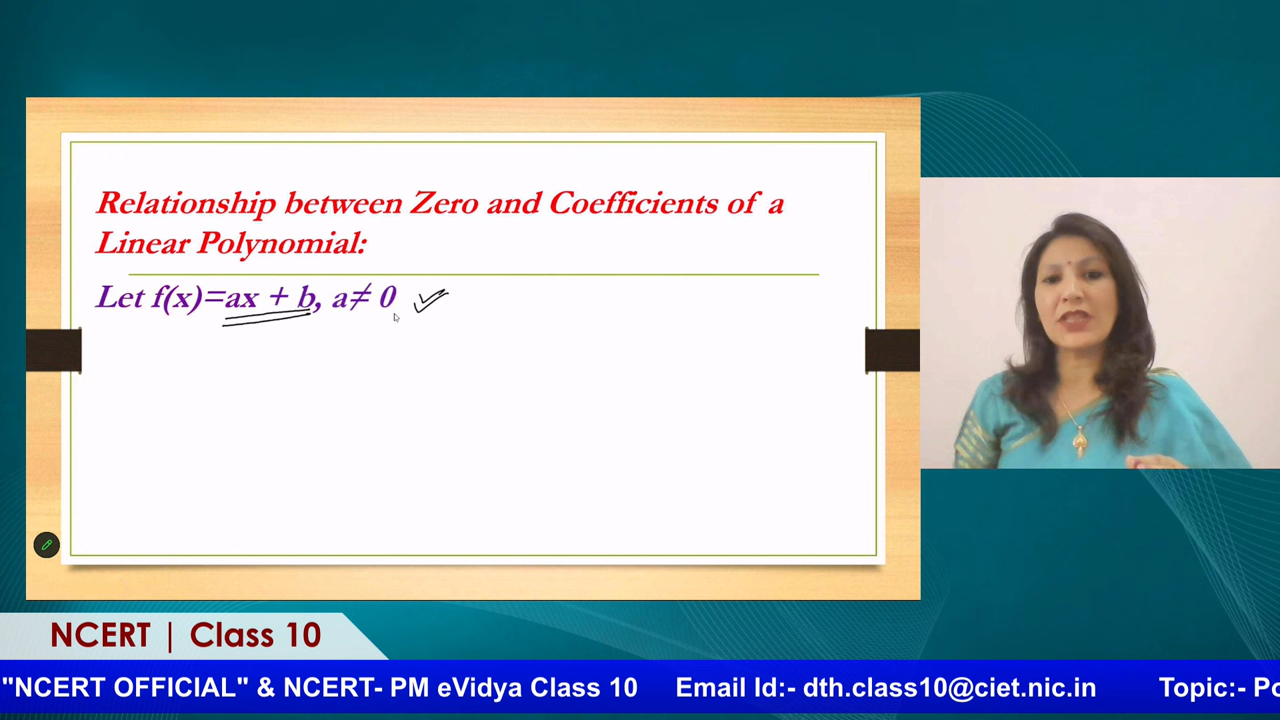 Relationship between Zero and Coefficients of a
Linear Polynomial:
Let f(x)=ax + b, a≠ 0
NCERT | Class 10
"NCERT OFFICIAL" & NCERT- PM eVidya Class 10 Email Id:- dth.class10@ciet.nic.in Topic:-